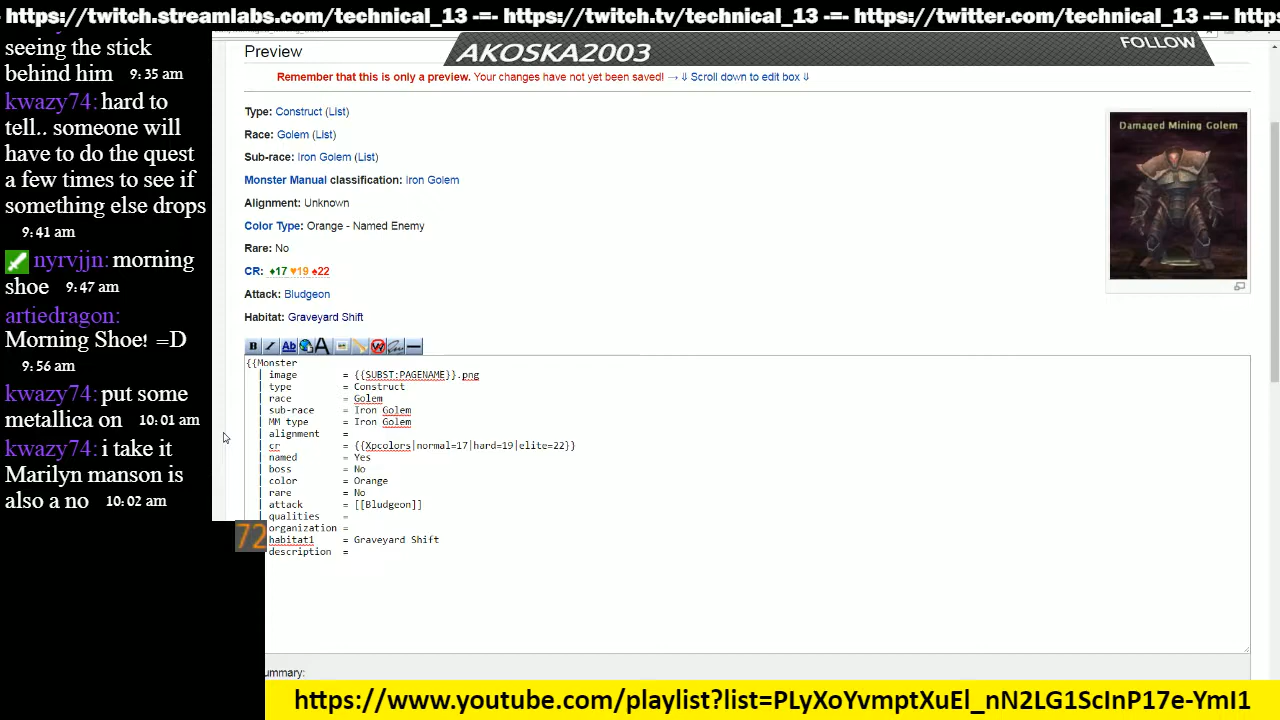 https://twitch.streamlabs.com/technical_13 -=- https://twitch.tv/technical_13 -=- https://twitter.com/technical_13 -=- https
seeing the stick
behind him 9:35 am
kwazy74: hard to
tell.. someone will
have to do the quest
a few times to see if
something else drops
9:41 am
nyrvjjn: morning
shoe 9:47 am
artiedragon:
Morning Shoe! =D
9:56 am
kwazy74: put some
metallica on 10:01 am
kwazy74: i take it
Marilyn manson is
also a no 10:02 am
AKOSKA2003
FOLLOW
Preview
Remember that this is only a preview. Your changes have not yet been saved! → ⇓ Scroll down to edit box ⇓
Type: Construct (List)
Race: Golem (List)
Sub-race: Iron Golem (List)
Monster Manual classification: Iron Golem
Alignment: Unknown
Color Type: Orange - Named Enemy
Rare: No
CR: ♦17 ♥19 ♠22
Attack: Bludgeon
Habitat: Graveyard Shift
Damaged Mining Golem
{{Monster
| image = {{SUBST:PAGENAME}}.png
| type = Construct
| race = Golem
| sub-race = Iron Golem
| MM type = Iron Golem
| alignment =
| cr = {{Xpcolors|normal=17|hard=19|elite=22}}
| named = Yes
| boss = No
| color = Orange
| rare = No
| attack = [[Bludgeon]]
| qualities =
organization =
habitat1 = Graveyard Shift
description =
72
ummary:
https://www.youtube.com/playlist?list=PLyXoYvmptXuEl_nN2LG1ScInP17e-YmI1